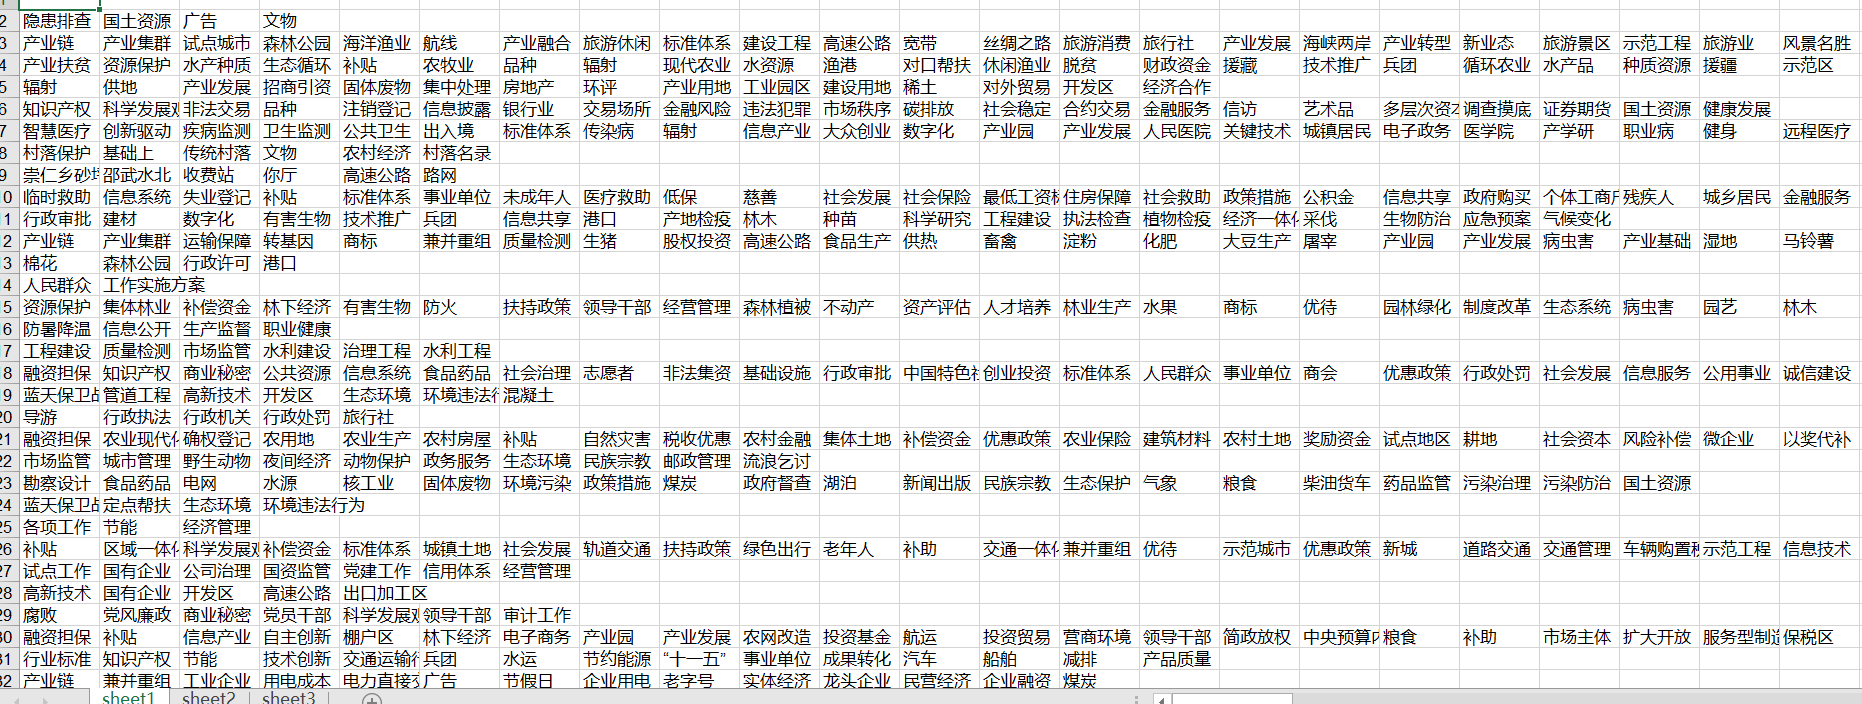 2 隐患排查 国土资源 广告 文物
3 产业链 产业集群 试点城市 森林公园 海洋渔业 航线 产业融合 旅游休闲 标准体系 建设工程 高速公路 宽带 丝绸之路 旅游消费 旅行社 产业发展 海峡两岸 产业转型 新业态 旅游景区 示范工程 旅游业 风景名胜
4 产业扶贫 资源保护 水产种质 生态循环 补贴 农牧业 品种 辐射 现代农业 水资源 渔港 对口帮扶 休闲渔业 脱贫 财政资金 援藏 技术推广 兵团 循环农业 水产品 种质资源 援疆 示范区
5 辐射 供地 产业发展 招商引资 固体废物 集中处理 房地产 环评 产业用地 工业园区 建设用地 稀土 对外贸易 开发区 经济合作
6 知识产权 科学发展观 非法交易 品种 注销登记 信息披露 银行业 交易场所 金融风险 违法犯罪 市场秩序 碳排放 社会稳定 合约交易 金融服务 信访 艺术品 多层次资 调查摸底 证券期货 国土资源 健康发展
7 智慧医疗 创新驱动 疾病监测 卫生监测 公共卫生 出入境 标准体系 传染病 辐射 信息产业 大众创业 数字化 产业园 产业发展 人民医院 关键技术 城镇居民 电子政务 医学院 产学研 职业病 健身 远程医疗
8 村落保护 基础上 传统村落 文物 农村经济 村落名录
9 崇仁乡砂坪 邵武水北 收费站 你厅 高速公路 路网
10 临时救助 信息系统 失业登记 补贴 标准体系 事业单位 未成年人 医疗救助 低保 慈善 社会发展 社会保险 最低工资标 住房保障 社会救助 政策措施 公积金 信息共享 政府购买 个体工商户 残疾人 城乡居民 金融服务
11 行政审批 建材 数字化 有害生物 技术推广 兵团 信息共享 港口 产地检疫 林木 种苗 科学研究 工程建设 执法检查 植物检疫 经济一体化 采伐 生物防治 应急预案 气候变化
12 产业链 产业集群 运输保障 转基因 商标 兼并重组 质量检测 生猪 股权投资 高速公路 食品生产 供热 畜禽 淀粉 化肥 大豆生产 屠宰 产业园 产业发展 病虫害 产业基础 湿地 马铃薯
13 棉花 森林公园 行政许可 港口
14 人民群众 工作实施方案
15 资源保护 集体林业 补偿资金 林下经济 有害生物 防火 扶持政策 领导干部 经营管理 森林植被 不动产 资产评估 人才培养 林业生产 水果 商标 优待 园林绿化 制度改革 生态系统 病虫害 园艺 林木
16 防暑降温 信息公开 生产监督 职业健康
17 工程建设 质量检测 市场监管 水利建设 治理工程 水利工程
18 融资担保 知识产权 商业秘密 公共资源 信息系统 食品药品 社会治理 志愿者 非法集资 基础设施 行政审批 中国特色社 创业投资 标准体系 人民群众 事业单位 商会 优惠政策 行政处罚 社会发展 信息服务 公用事业 诚信建设
19 蓝天保卫战 管道工程 高新技术 开发区 生态环境 环境违法行 混凝土
20 导游 行政执法 行政机关 行政处罚 旅行社
21 融资担保 农业现代化 确权登记 农用地 农业生产 农村房屋 补贴 自然灾害 税收优惠 农村金融 集体土地 补偿资金 优惠政策 农业保险 建筑材料 农村土地 奖励资金 试点地区 耕地 社会资本 风险补偿 微企业 以奖代补
22 市场监管 城市管理 野生动物 夜间经济 动物保护 政务服务 生态环境 民族宗教 邮政管理 流浪乞讨
23 勘察设计 食品药品 电网 水源 核工业 固体废物 环境污染 政策措施 煤炭 政府督查 湖泊 新闻出版 民族宗教 生态保护 气象 粮食 柴油货车 药品监管 污染治理 污染防治 国土资源
24 蓝天保卫战 定点帮扶 生态环境 环境违法行为
25 各项工作 节能 经济管理
26 补贴 区域一体化 科学发展观 补偿资金 标准体系 城镇土地 社会发展 轨道交通 扶持政策 绿色出行 老年人 补助 交通一体化 兼并重组 优待 示范城市 优惠政策 新城 道路交通 交通管理 车辆购置税 示范工程 信息技术
27 试点工作 国有企业 公司治理 国资监管 党建工作 信用体系 经营管理
28 高新技术 国有企业 开发区 高速公路 出口加工区
29 腐败 党风廉政 商业秘密 党员干部 科学发展观 领导干部 审计工作
30 融资担保 补贴 信息产业 自主创新 棚户区 林下经济 电子商务 产业园 产业发展 农网改造 投资基金 航运 投资贸易 营商环境 领导干部 简政放权 中央预算内 粮食 补助 市场主体 扩大开放 服务型制造 保税区
31 行业标准 知识产权 节能 技术创新 交通运输行 兵团 水运 节约能源 “十一五” 事业单位 成果转化 汽车 船舶 减排 产品质量
32 产业链 兼并重组 工业企业 用电成本 电力直接交 广告 节假日 企业用电 老字号 实体经济 龙头企业 民营经济 企业融资 煤炭
sheet1 sheet2 sheet3